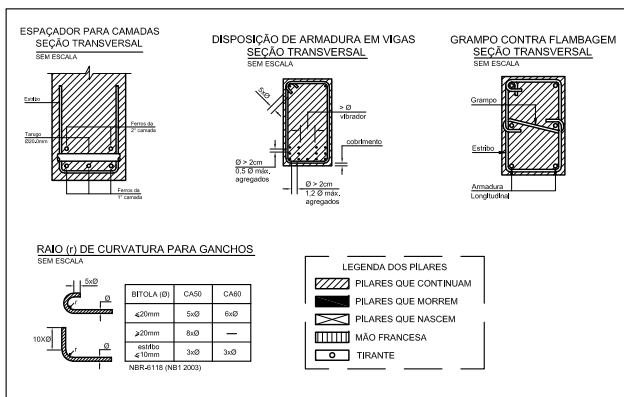 ESPAÇADOR PARA CAMADAS
SEÇÃO TRANSVERSAL
SEM ESCALA
Estribo
Tarugo
Ø20.0mm
Ferros da
2° camada
Ferros da
1° camada
DISPOSIÇÃO DE ARMADURA EM VIGAS
SEÇÃO TRANSVERSAL
SEM ESCALA
5xØ
> Ø
vibrador
cobrimento
Ø > 2cm
0,5 Ø máx.
agregados
Ø > 2cm
1,2 Ø máx.
agregados
GRAMPO CONTRA FLAMBAGEM
SEÇÃO TRANSVERSAL
SEM ESCALA
Grampo
Estribo
Armadura
Longitudinal
RAIO (r) DE CURVATURA PARA GANCHOS
SEM ESCALA
5xØ
Ø
r
10XØ
Ø
r
BITOLA (Ø) CA50 CA60
⩽20mm 5xØ 6xØ
⩾20mm 8xØ —
estribo
⩽10mm 3xØ 3xØ
NBR-6118 (NB1 2003)
LEGENDA DOS PILARES
PILARES QUE CONTINUAM
PILARES QUE MORREM
PILARES QUE NASCEM
MÃO FRANCESA
TIRANTE